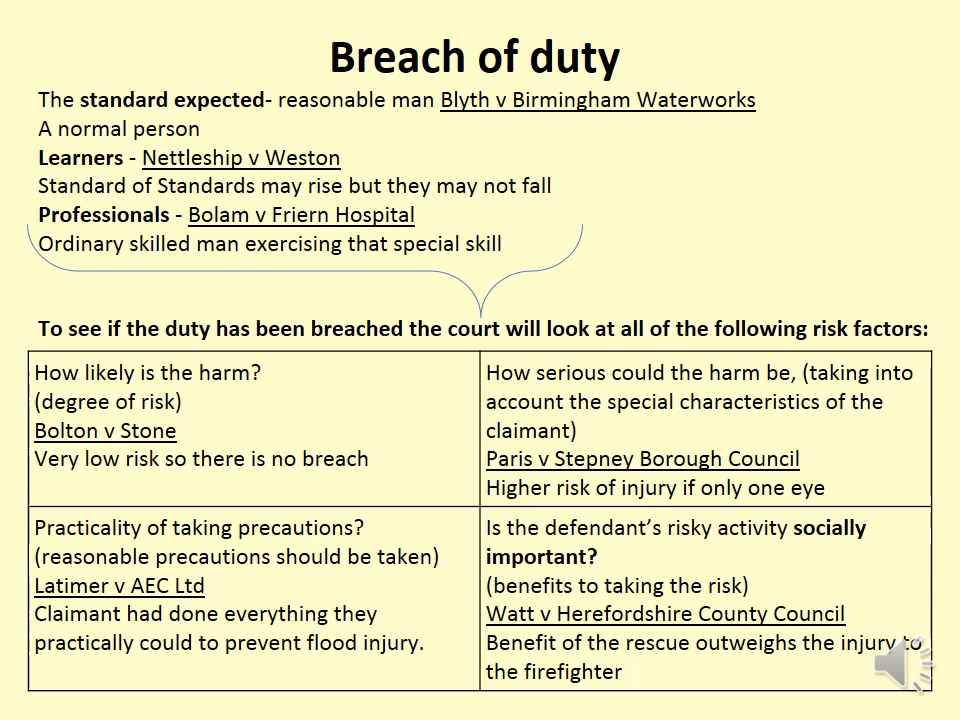 Breach of duty
The standard expected- reasonable man Blyth v Birmingham Waterworks
A normal person
Learners - Nettleship v Weston
Standard of Standards may rise but they may not fall
Professionals - Bolam v Friern Hospital
Ordinary skilled man exercising that special skill
To see if the duty has been breached the court will look at all of the following risk factors:
How likely is the harm?
(degree of risk)
Bolton v Stone
Very low risk so there is no breach
How serious could the harm be, (taking into
account the special characteristics of the
claimant)
Paris v Stepney Borough Council
Higher risk of injury if only one eye
Practicality of taking precautions?
(reasonable precautions should be taken)
Latimer v AEC Ltd
Claimant had done everything they
practically could to prevent flood injury.
Is the defendant’s risky activity socially
important?
(benefits to taking the risk)
Watt v Herefordshire County Council
Benefit of the rescue outweighs the injury to
the firefighter